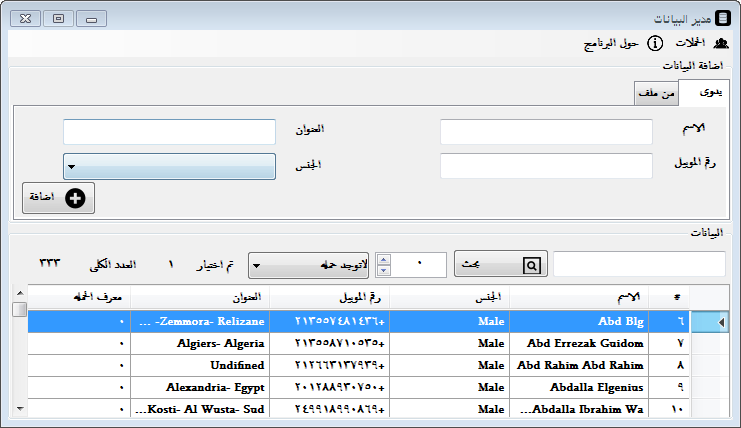 مدير البيانات
الحملات حول البرنامج
اضافة البيانات
يدوى من ملف
الاسم العنوان
رقم الموبيل الجنس
اضافة
البيانات
بحث ٠ لاتوجد حمله تم اختيار ١ العدد الكلى ٣٣٣
# الاسم الجنس رقم الموبيل العنوان معرف الحمله
٦ Abd Blg Male +٢١٣٥٥٧٤٨١٤٣٦ -Zemmora- Relizane ... ٠
٧ Abd Errezak Guidom Male +٢١٣٥٥٨٧١٠٥٣٥ Algiers- Algeria ٠
٨ Abd Rahim Abd Rahim Male +٢١٢٦٦٣١٣٧٩٣٩ Undifined ٠
٩ Abdalla Elgenius Male +٢٠١٢٨٨٩٣٠٧٥٠ Alexandria- Egypt ٠
١٠ ...Abdalla Ibrahim Wa Male +٢٤٩٩١٨٩٩٠٨٦٩ ...Kosti- Al Wusta- Sud ٠